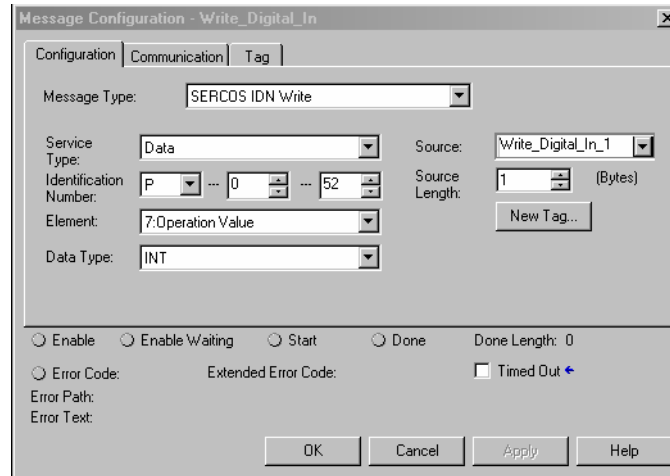 Message Configuration - Write_Digital_In
Configuration Communication Tag
Message Type: SERCOS IDN Write
Service Type: Data Source: Write_Digital_In_1
Identification Number: P --- 0 --- 52 Source Length: 1 (Bytes)
Element: 7:Operation Value New Tag...
Data Type: INT
Enable Enable Waiting Start Done Done Length: 0
Error Code: Extended Error Code: Timed Out
Error Path:
Error Text:
OK Cancel Apply Help